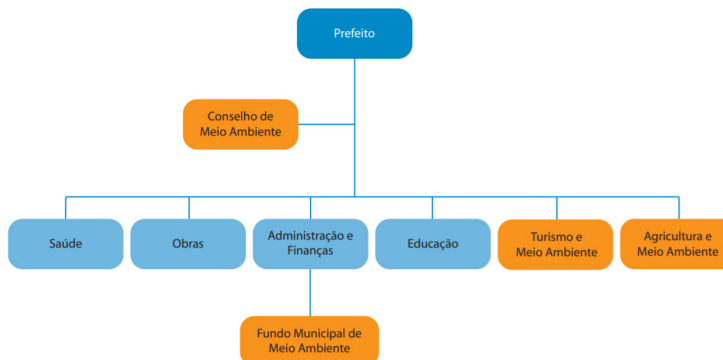 Prefeito
Conselho de
Meio Ambiente
Saúde
Obras
Administração e
Finanças
Educação
Turismo e
Meio Ambiente
Agricultura e
Meio Ambiente
Fundo Municipal de
Meio Ambiente